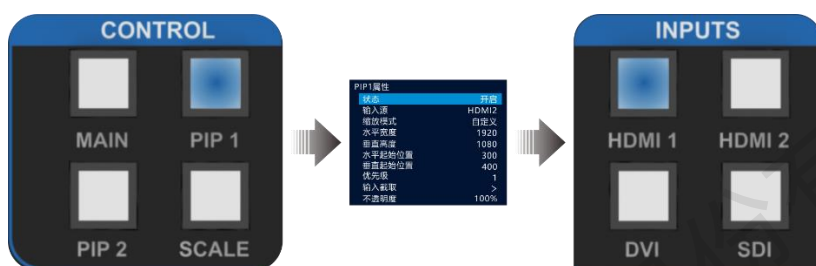 CONTROL
MAIN
PIP 1
PIP 2
SCALE
PIP1属性
状态 开启
输入源 HDMI2
缩放模式 自定义
水平宽度 1920
垂直高度 1080
水平起始位置 300
垂直起始位置 400
优先级 1
输入截取 >
不透明度 100%
INPUTS
HDMI 1
HDMI 2
DVI
SDI